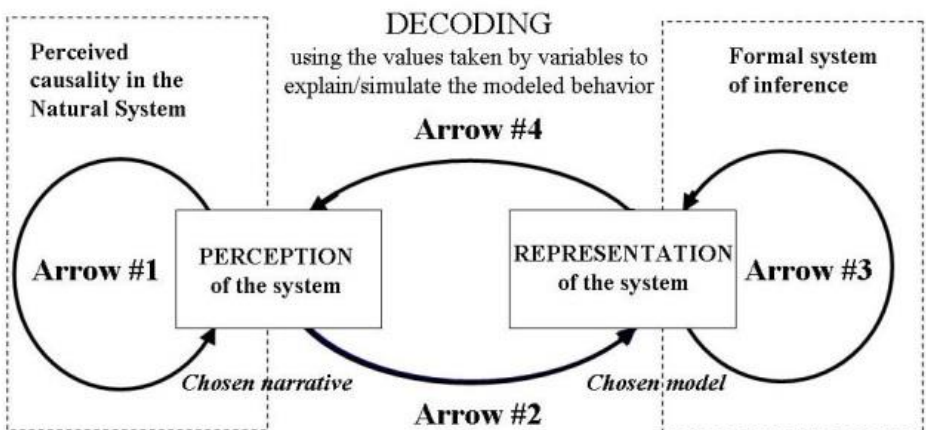 DECODING
using the values taken by variables to
explain/simulate the modeled behavior
Perceived
causality in the
Natural System
Formal system
of inference
Arrow #4
Arrow #1
PERCEPTION
of the system
REPRESENTATION
of the system
Arrow #3
Chosen narrative
Chosen model
Arrow #2